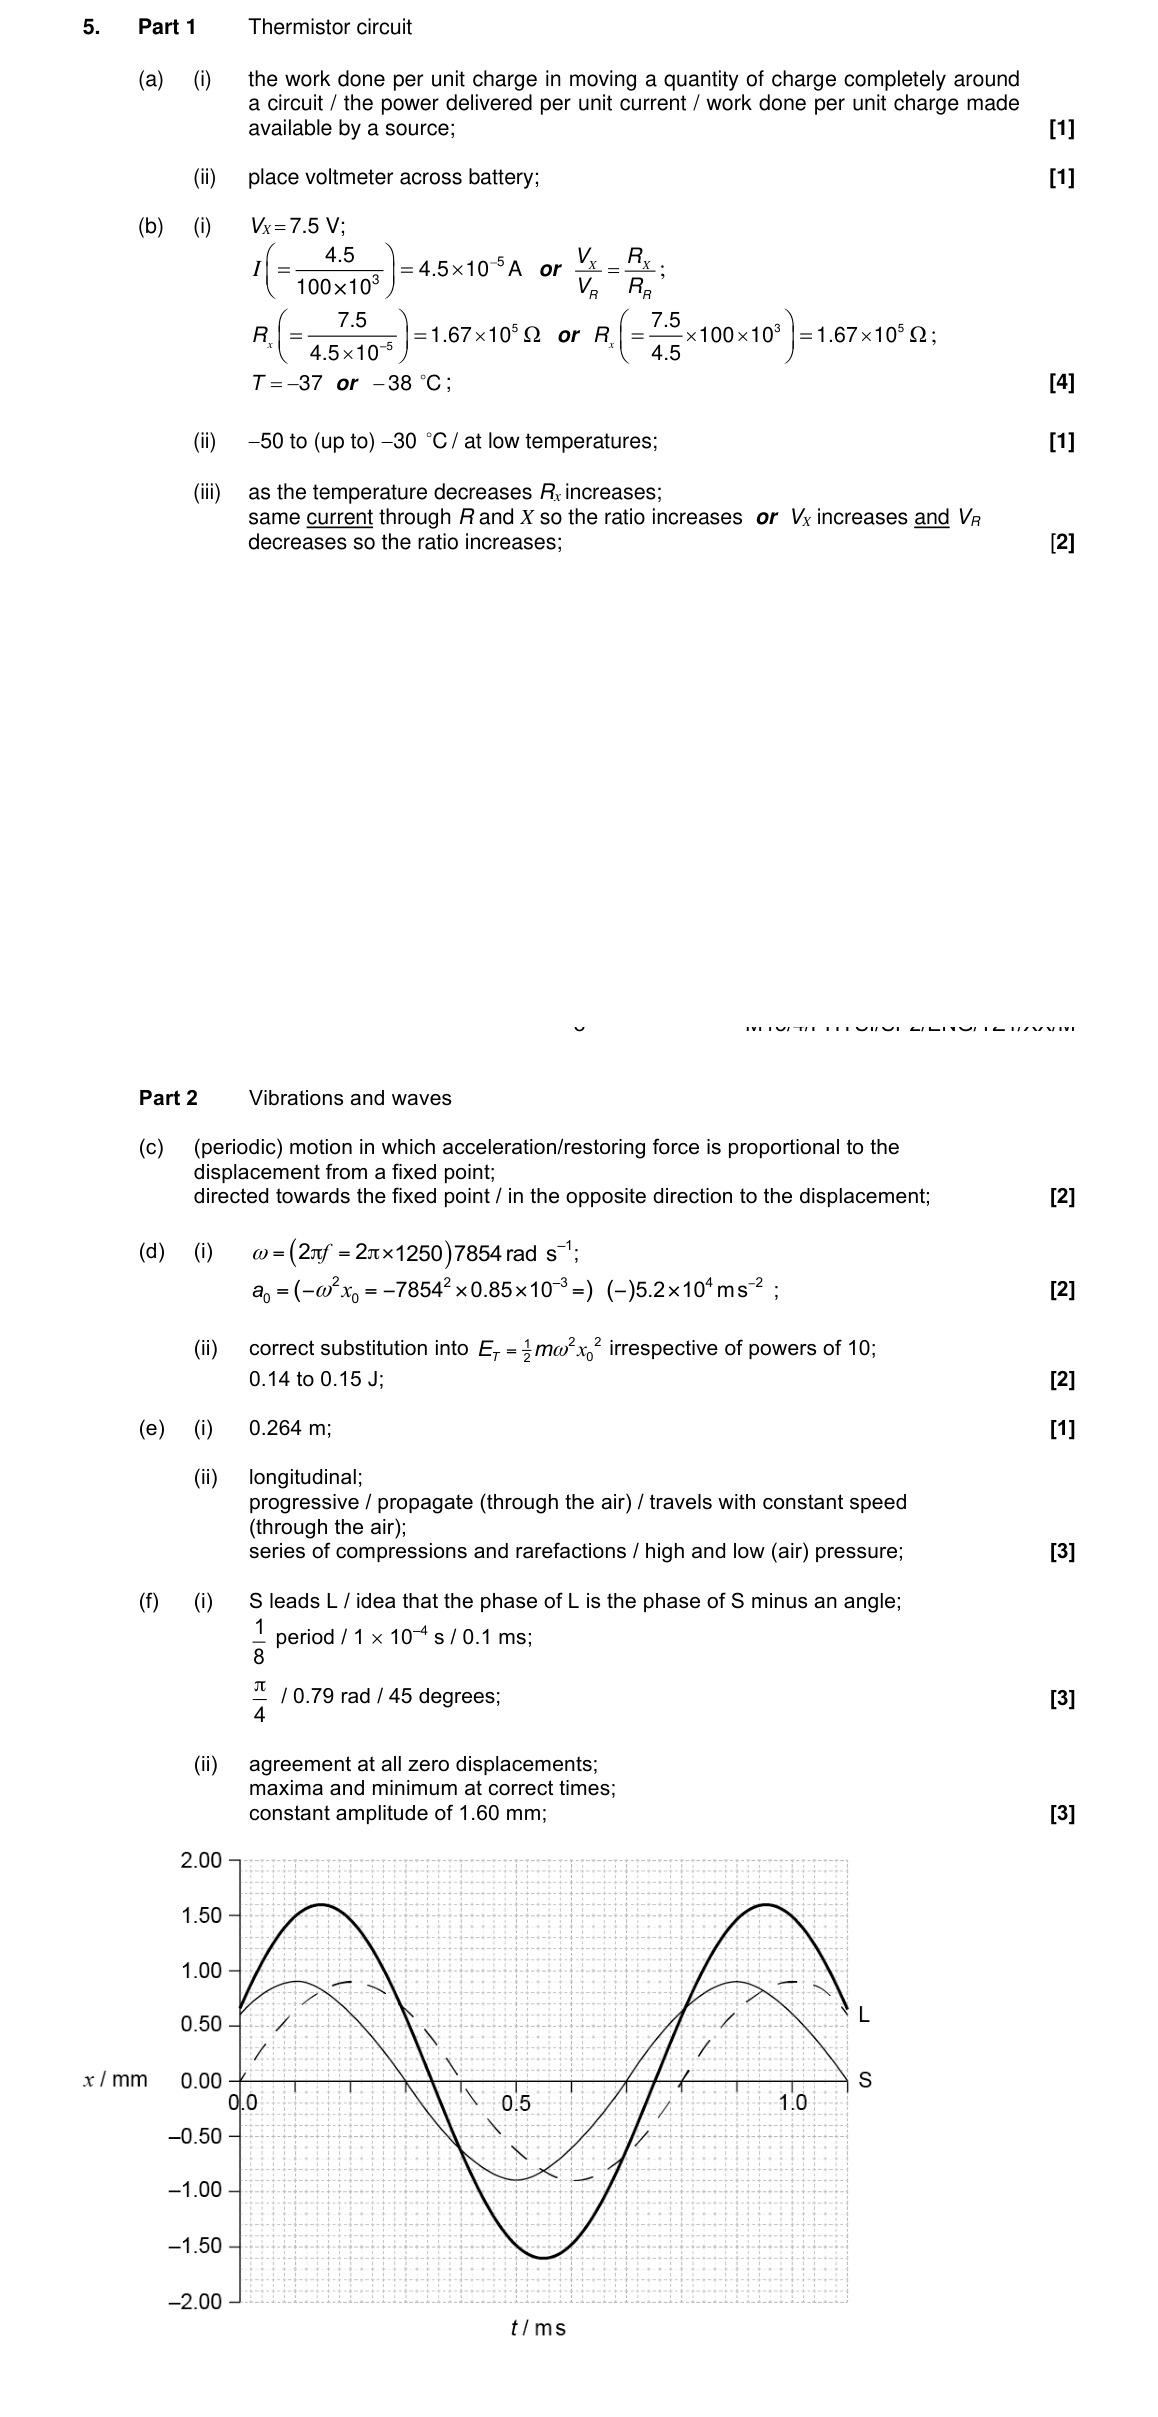 5. Part 1 Thermistor circuit
(a) (i) the work done per unit charge in moving a quantity of charge completely around
a circuit / the power delivered per unit current / work done per unit charge made
available by a source; [1]
(ii) place voltmeter across battery; [1]
(b) (i) Vₓ = 7.5 V;
I (= 4.5 / 100×10³) = 4.5×10⁻⁵ A or V_X / V_R = R_X / R_R ;
Rₓ (= 7.5 / 4.5×10⁻⁵) = 1.67×10⁵ Ω or Rₓ (= 7.5 / 4.5 ×100×10³) = 1.67×10⁵ Ω ;
T = −37 or −38 °C ; [4]
(ii) −50 to (up to) −30 °C / at low temperatures; [1]
(iii) as the temperature decreases Rₓ increases;
same current through R and X so the ratio increases or V_X increases and V_R
decreases so the ratio increases; [2]
Part 2 Vibrations and waves
(c) (periodic) motion in which acceleration/restoring force is proportional to the
displacement from a fixed point;
directed towards the fixed point / in the opposite direction to the displacement; [2]
(d) (i) ω = (2πf = 2π×1250) 7854 rad s⁻¹;
a₀ = (−ω²x₀ = −7854² × 0.85×10⁻³ =) (−)5.2×10⁴ m s⁻² ; [2]
(ii) correct substitution into E_T = ½mω²x₀² irrespective of powers of 10;
0.14 to 0.15 J; [2]
(e) (i) 0.264 m; [1]
(ii) longitudinal;
progressive / propagate (through the air) / travels with constant speed
(through the air);
series of compressions and rarefactions / high and low (air) pressure; [3]
(f) (i) S leads L / idea that the phase of L is the phase of S minus an angle;
1/8 period / 1 × 10⁻⁴ s / 0.1 ms;
π/4 / 0.79 rad / 45 degrees; [3]
(ii) agreement at all zero displacements;
maxima and minimum at correct times;
constant amplitude of 1.60 mm; [3]
2.00
1.50
1.00
0.50 L
x / mm 0.00 S
0.0 0.5 1.0
−0.50
−1.00
−1.50
−2.00
t / ms